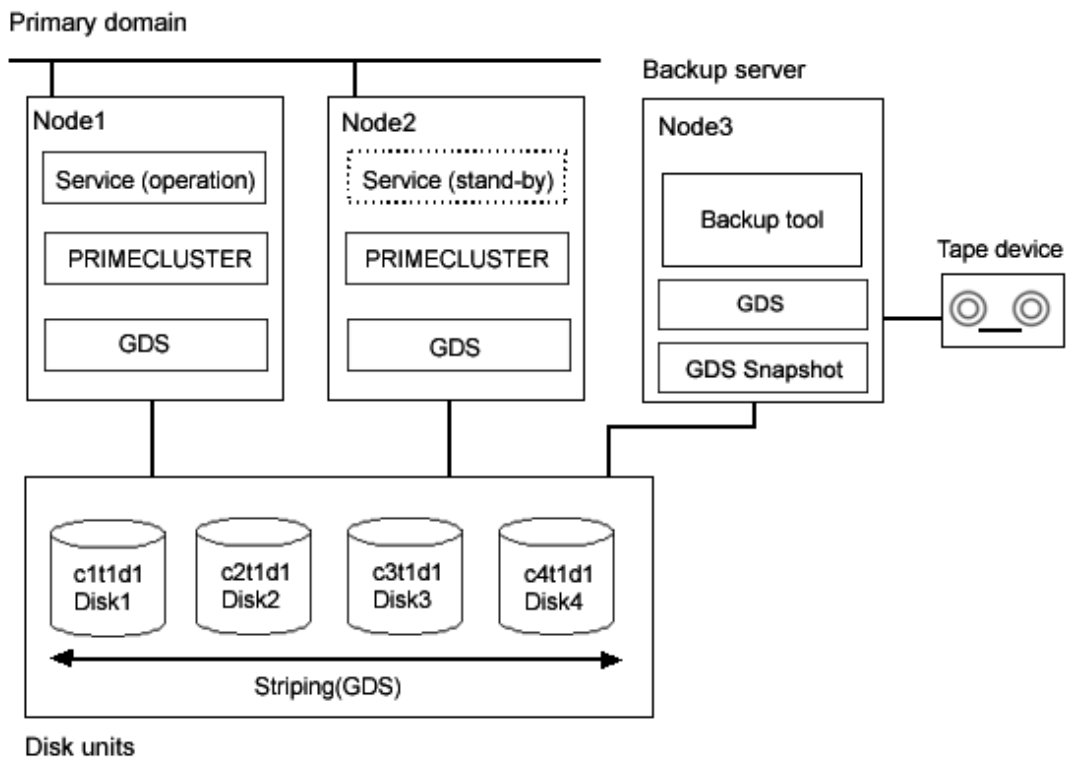 Primary domain
Backup server
Node1
Service (operation)
PRIMECLUSTER
GDS
Node2
Service (stand-by)
PRIMECLUSTER
GDS
Node3
Backup tool
GDS
GDS Snapshot
Tape device
c1t1d1
Disk1
c2t1d1
Disk2
c3t1d1
Disk3
c4t1d1
Disk4
Striping(GDS)
Disk units